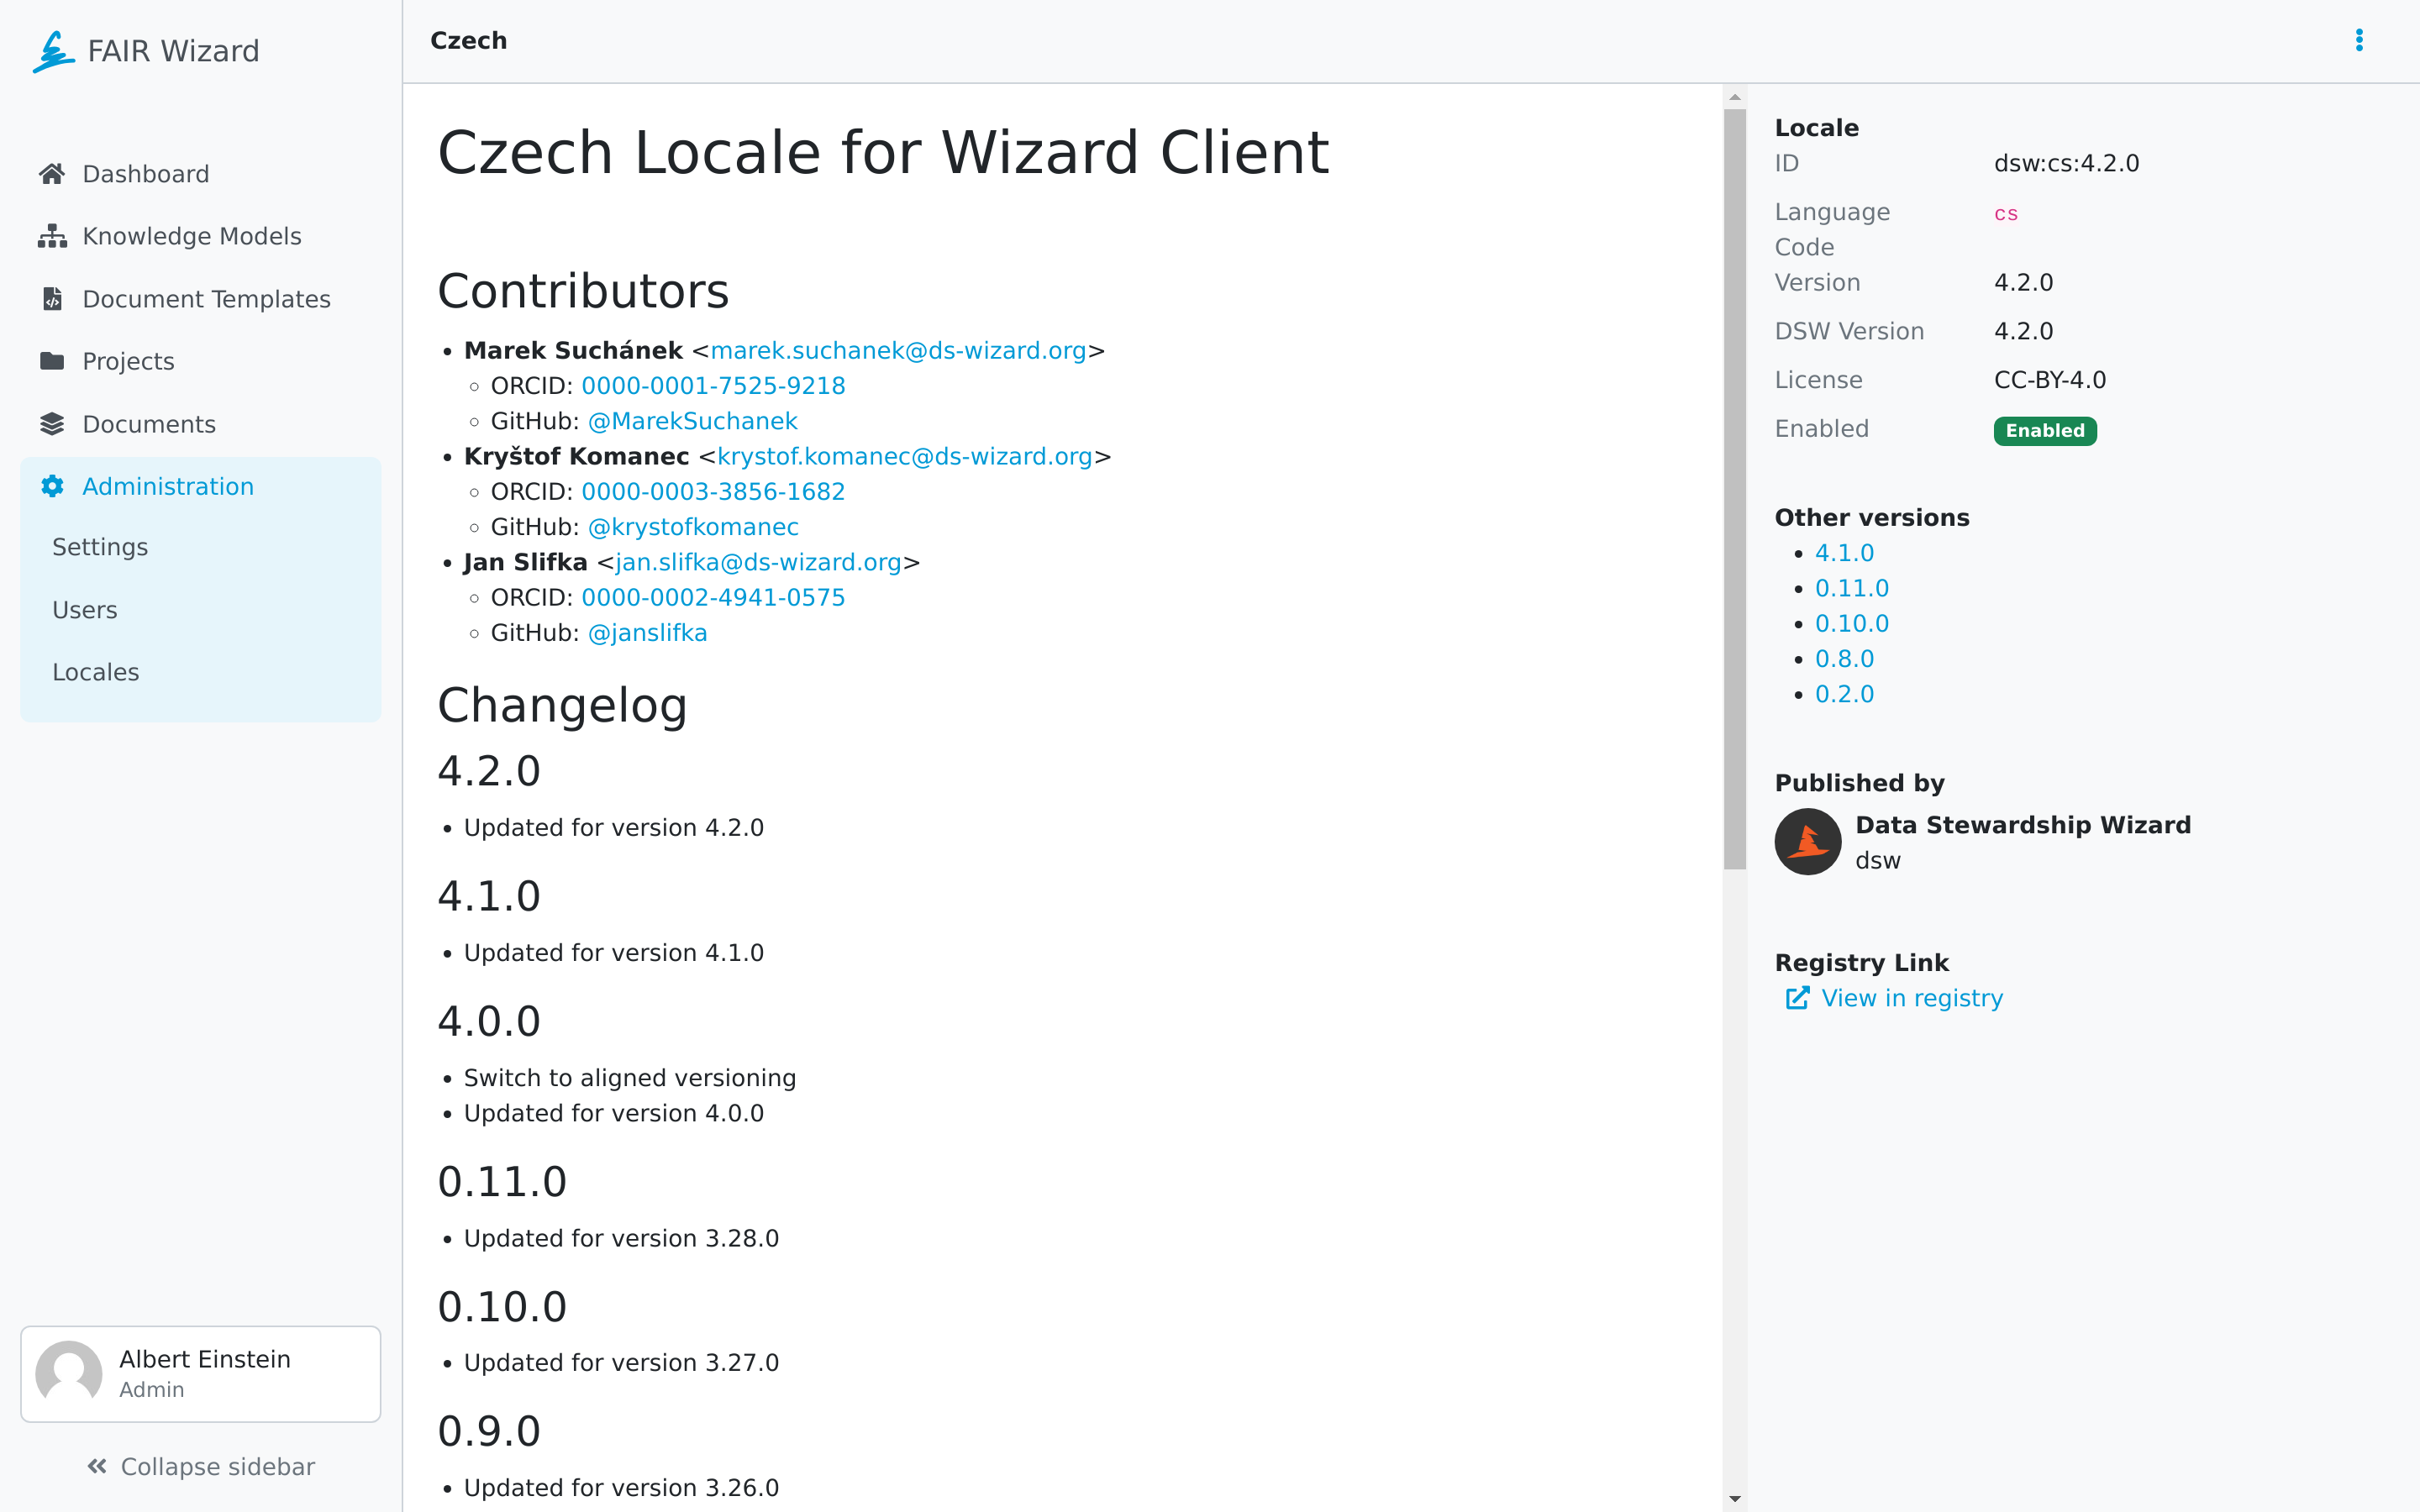 FAIR Wizard
Dashboard
Knowledge Models
Document Templates
Projects
Documents
Administration
Settings
Users
Locales
Albert Einstein
Admin
Collapse sidebar
Czech
Czech Locale for Wizard Client
Contributors
• Marek Suchánek <marek.suchanek@ds-wizard.org>
◦ ORCID: 0000-0001-7525-9218
◦ GitHub: @MarekSuchanek
• Kryštof Komanec <krystof.komanec@ds-wizard.org>
◦ ORCID: 0000-0003-3856-1682
◦ GitHub: @krystofkomanec
• Jan Slifka <jan.slifka@ds-wizard.org>
◦ ORCID: 0000-0002-4941-0575
◦ GitHub: @janslifka
Changelog
4.2.0
• Updated for version 4.2.0
4.1.0
• Updated for version 4.1.0
4.0.0
• Switch to aligned versioning
• Updated for version 4.0.0
0.11.0
• Updated for version 3.28.0
0.10.0
• Updated for version 3.27.0
0.9.0
• Updated for version 3.26.0
Locale
ID dsw:cs:4.2.0
Language cs
Code
Version 4.2.0
DSW Version 4.2.0
License CC-BY-4.0
Enabled Enabled
Other versions
• 4.1.0
• 0.11.0
• 0.10.0
• 0.8.0
• 0.2.0
Published by
Data Stewardship Wizard
dsw
Registry Link
View in registry